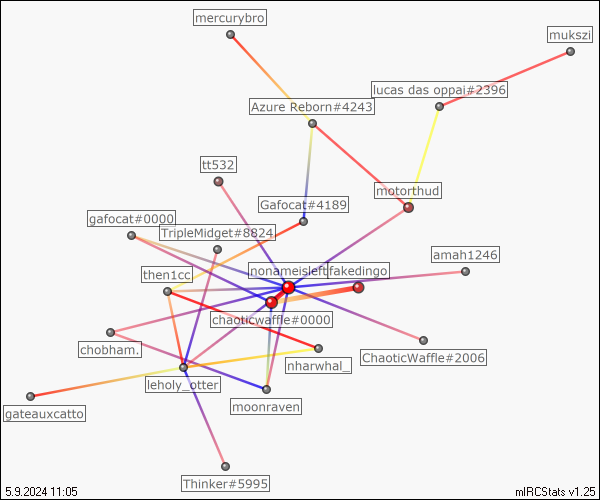 mercurybro
mukszi
lucas das oppai#2396
Azure Reborn#4243
tt532
motorthud
Gafocat#4189
gafocat#0000
TripleMidget#8824
amah1246
nonameisleft
fakedingo
then1cc
chaoticwaffle#0000
chobham.
nharwhal_
ChaoticWaffle#2006
leholy_otter
moonraven
gateauxcatto
Thinker#5995
5.9.2024 11:05
mIRCStats v1.25